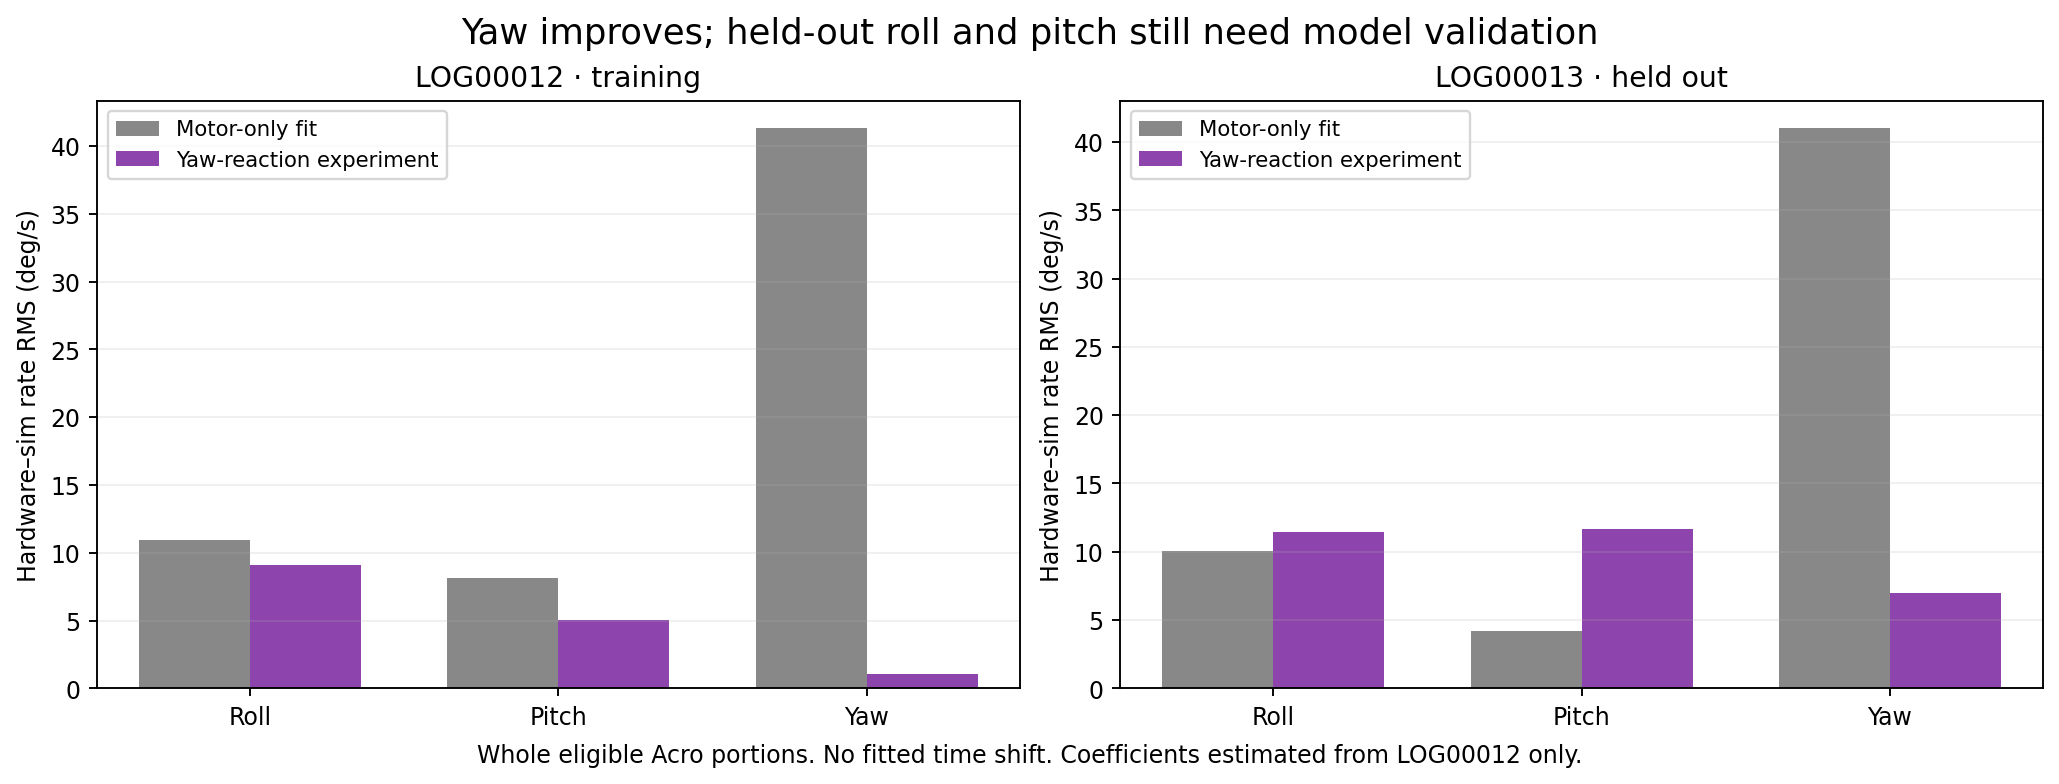 Yaw improves; held-out roll and pitch still need model validation
LOG00012 · training
Motor-only fit
Yaw-reaction experiment
Hardware–sim rate RMS (deg/s)
40
35
30
25
20
15
10
5
0
Roll
Pitch
Yaw
LOG00013 · held out
Motor-only fit
Yaw-reaction experiment
Hardware–sim rate RMS (deg/s)
40
35
30
25
20
15
10
5
0
Roll
Pitch
Yaw
Whole eligible Acro portions. No fitted time shift. Coefficients estimated from LOG00012 only.